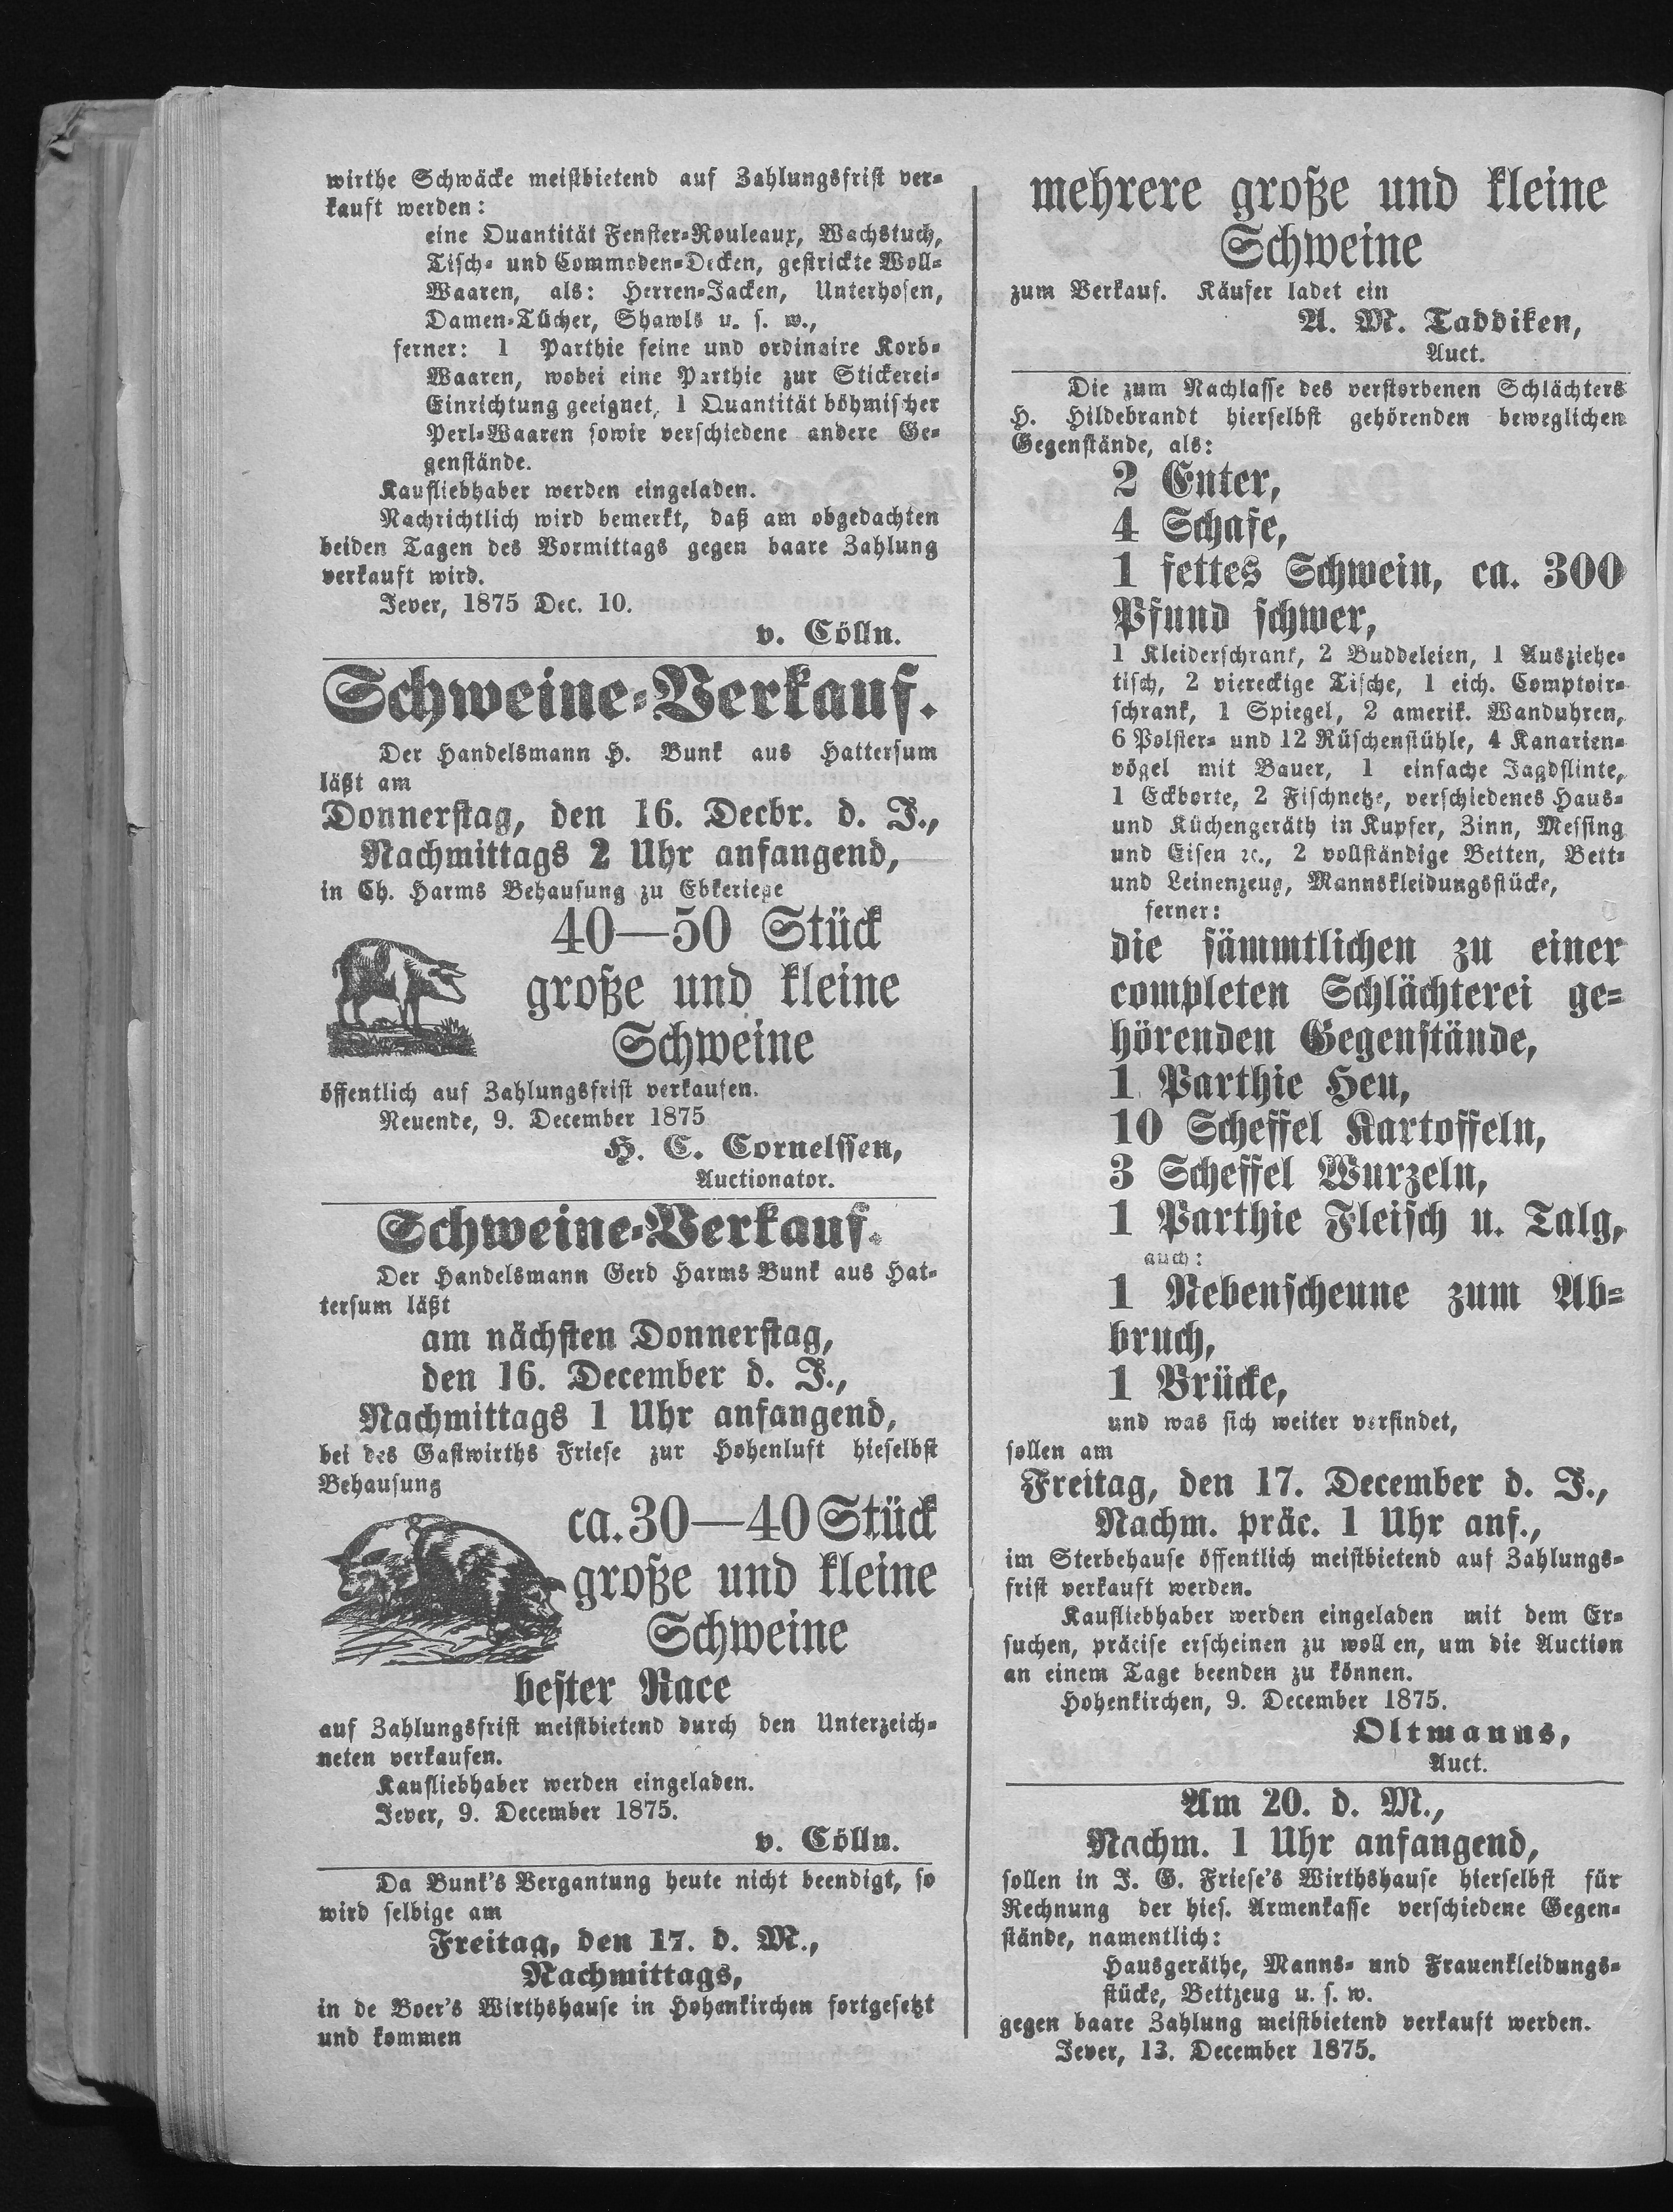 wirthe Schwäcke meistbietend auf Zahlungsfrist ver-
kauft werden:
eine Quantität Fenster-Rouleaux, Wachstuch,
Tisch- und Commoden-Decken, gestrickte Woll-
Waaren, als: Herren-Jacken, Unterhosen,
Damen-Tücher, Shawls u. s. w.,
ferner: 1 Parthie feine und ordinaire Korb-
Waaren, wobei eine Parthie zur Stickerei-
Einrichtung geeignet, 1 Quantität böhmischer
Perl-Waaren sowie verschiedene andere Ge-
genstände.
Kaufliebhaber werden eingeladen.
Nachrichtlich wird bemerkt, daß am obgedachten
beiden Tagen des Vormittags gegen baare Zahlung
verkauft wird.
Jever, 1875 Dec. 10.
v. Cölln.
Schweine-Verkauf.
Der Handelsmann H. Bunk aus Hattersum
läßt am
Donnerstag, den 16. Decbr. d. J.,
Nachmittags 2 Uhr anfangend,
in Ch. Harms Behausung zu Ebkeriege
40—50 Stück
große und kleine
Schweine
öffentlich auf Zahlungsfrist verkaufen.
Neuende, 9. December 1875
H. C. Cornelssen,
Auctionator.
Schweine-Verkauf.
Der Handelsmann Gerd Harms Bunk aus Hat-
tersum läßt
am nächsten Donnerstag,
den 16. December d. J.,
Nachmittags 1 Uhr anfangend,
bei des Gastwirths Friese zur Hohenluft hieselbst
Behausung
ca. 30—40 Stück
große und kleine
Schweine
bester Race
auf Zahlungsfrist meistbietend durch den Unterzeich-
neten verkaufen.
Kaufliebhaber werden eingeladen.
Jever, 9. December 1875.
v. Cölln.
Da Bunk's Vergantung heute nicht beendigt, so
wird selbige am
Freitag, den 17. d. M.,
Nachmittags,
in de Boer's Wirthshause in Hohenkirchen fortgesetzt
und kommen
mehrere große und kleine
Schweine
zum Verkauf. Käufer ladet ein
A. M. Taddiken,
Auct.
Die zum Nachlasse des verstorbenen Schlächters
H. Hildebrandt hierselbst gehörenden beweglichen
Gegenstände, als:
2 Enter,
4 Schafe,
1 fettes Schwein, ca. 300
Pfund schwer,
1 Kleiderschrank, 2 Buddeleien, 1 Ausziehe-
tisch, 2 viereckige Tische, 1 eich. Comptoir-
schrank, 1 Spiegel, 2 amerik. Wanduhren,
6 Polster- und 12 Rüschenstühle, 4 Kanarien-
vögel mit Bauer, 1 einfache Jagdflinte,
1 Eckborte, 2 Fischnetze, verschiedenes Haus-
und Küchengeräth in Kupfer, Zinn, Messing
und Eisen ꝛc., 2 vollständige Betten, Bett-
und Leinenzeug, Mannskleidungsstücke,
ferner:
die sämmtlichen zu einer
completen Schlächterei ge-
hörenden Gegenstände,
1 Parthie Heu,
10 Scheffel Kartoffeln,
3 Scheffel Wurzeln,
1 Parthie Fleisch u. Talg,
auch:
1 Nebenscheune zum Ab-
bruch,
1 Brücke,
und was sich weiter vorfindet,
sollen am
Freitag, den 17. December d. J.,
Nachm. präc. 1 Uhr anf.,
im Sterbehause öffentlich meistbietend auf Zahlungs-
frist verkauft werden.
Kaufliebhaber werden eingeladen mit dem Er-
suchen, präcise erscheinen zu woll en, um die Auction
an einem Tage beenden zu können.
Hohenkirchen, 9. December 1875.
Oltmanns,
Auct.
Am 20. d. M.,
Nachm. 1 Uhr anfangend,
sollen in J. G. Friese's Wirthshause hierselbst für
Rechnung der hies. Armenkasse verschiedene Gegen-
stände, namentlich:
Hausgeräthe, Manns- und Frauenkleidungs-
stücke, Bettzeug u. s. w.
gegen baare Zahlung meistbietend verkauft werden.
Jever, 13. December 1875.